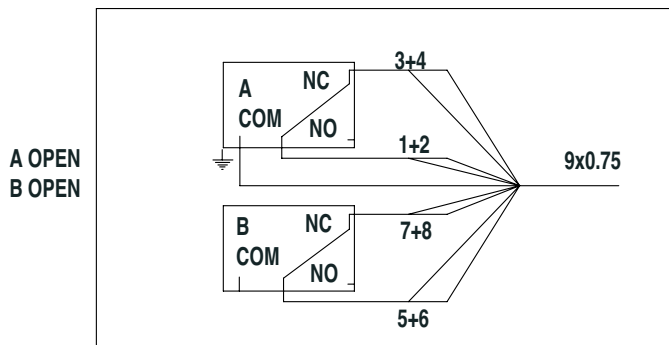 3+4
A
NC
COM
NO
1+2
A OPEN
B OPEN
9x0.75
B
NC
7+8
COM
NO
5+6